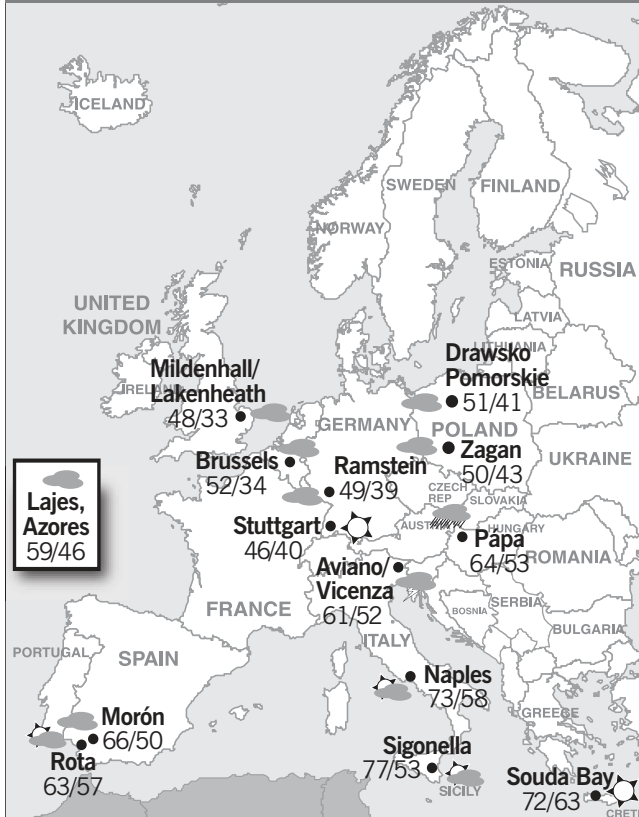 ICELAND
SWEDEN
FINLAND
NORWAY
ESTONIA
RUSSIA
LATVIA
LITHUANIA
UNITED
KINGDOM
IRELAND
Mildenhall/
Lakenheath
48/33
Drawsko
Pomorskie
51/41
BELARUS
GERMANY
POLAND
Zagan
50/43
UKRAINE
Brussels
52/34
Ramstein
49/39
CZECH
REP
SLOVAKIA
Lajes,
Azores
59/46
Stuttgart
46/40
AUSTRIA
HUNGARY
Pápa
64/53
ROMANIA
Aviano/
Vicenza
61/52
FRANCE
BOSNIA
SERBIA
BULGARIA
ITALY
PORTUGAL
SPAIN
Naples
73/58
GREECE
Morón
66/50
Rota
63/57
Sigonella
77/53
SICILY
Souda Bay
72/63
CRETE